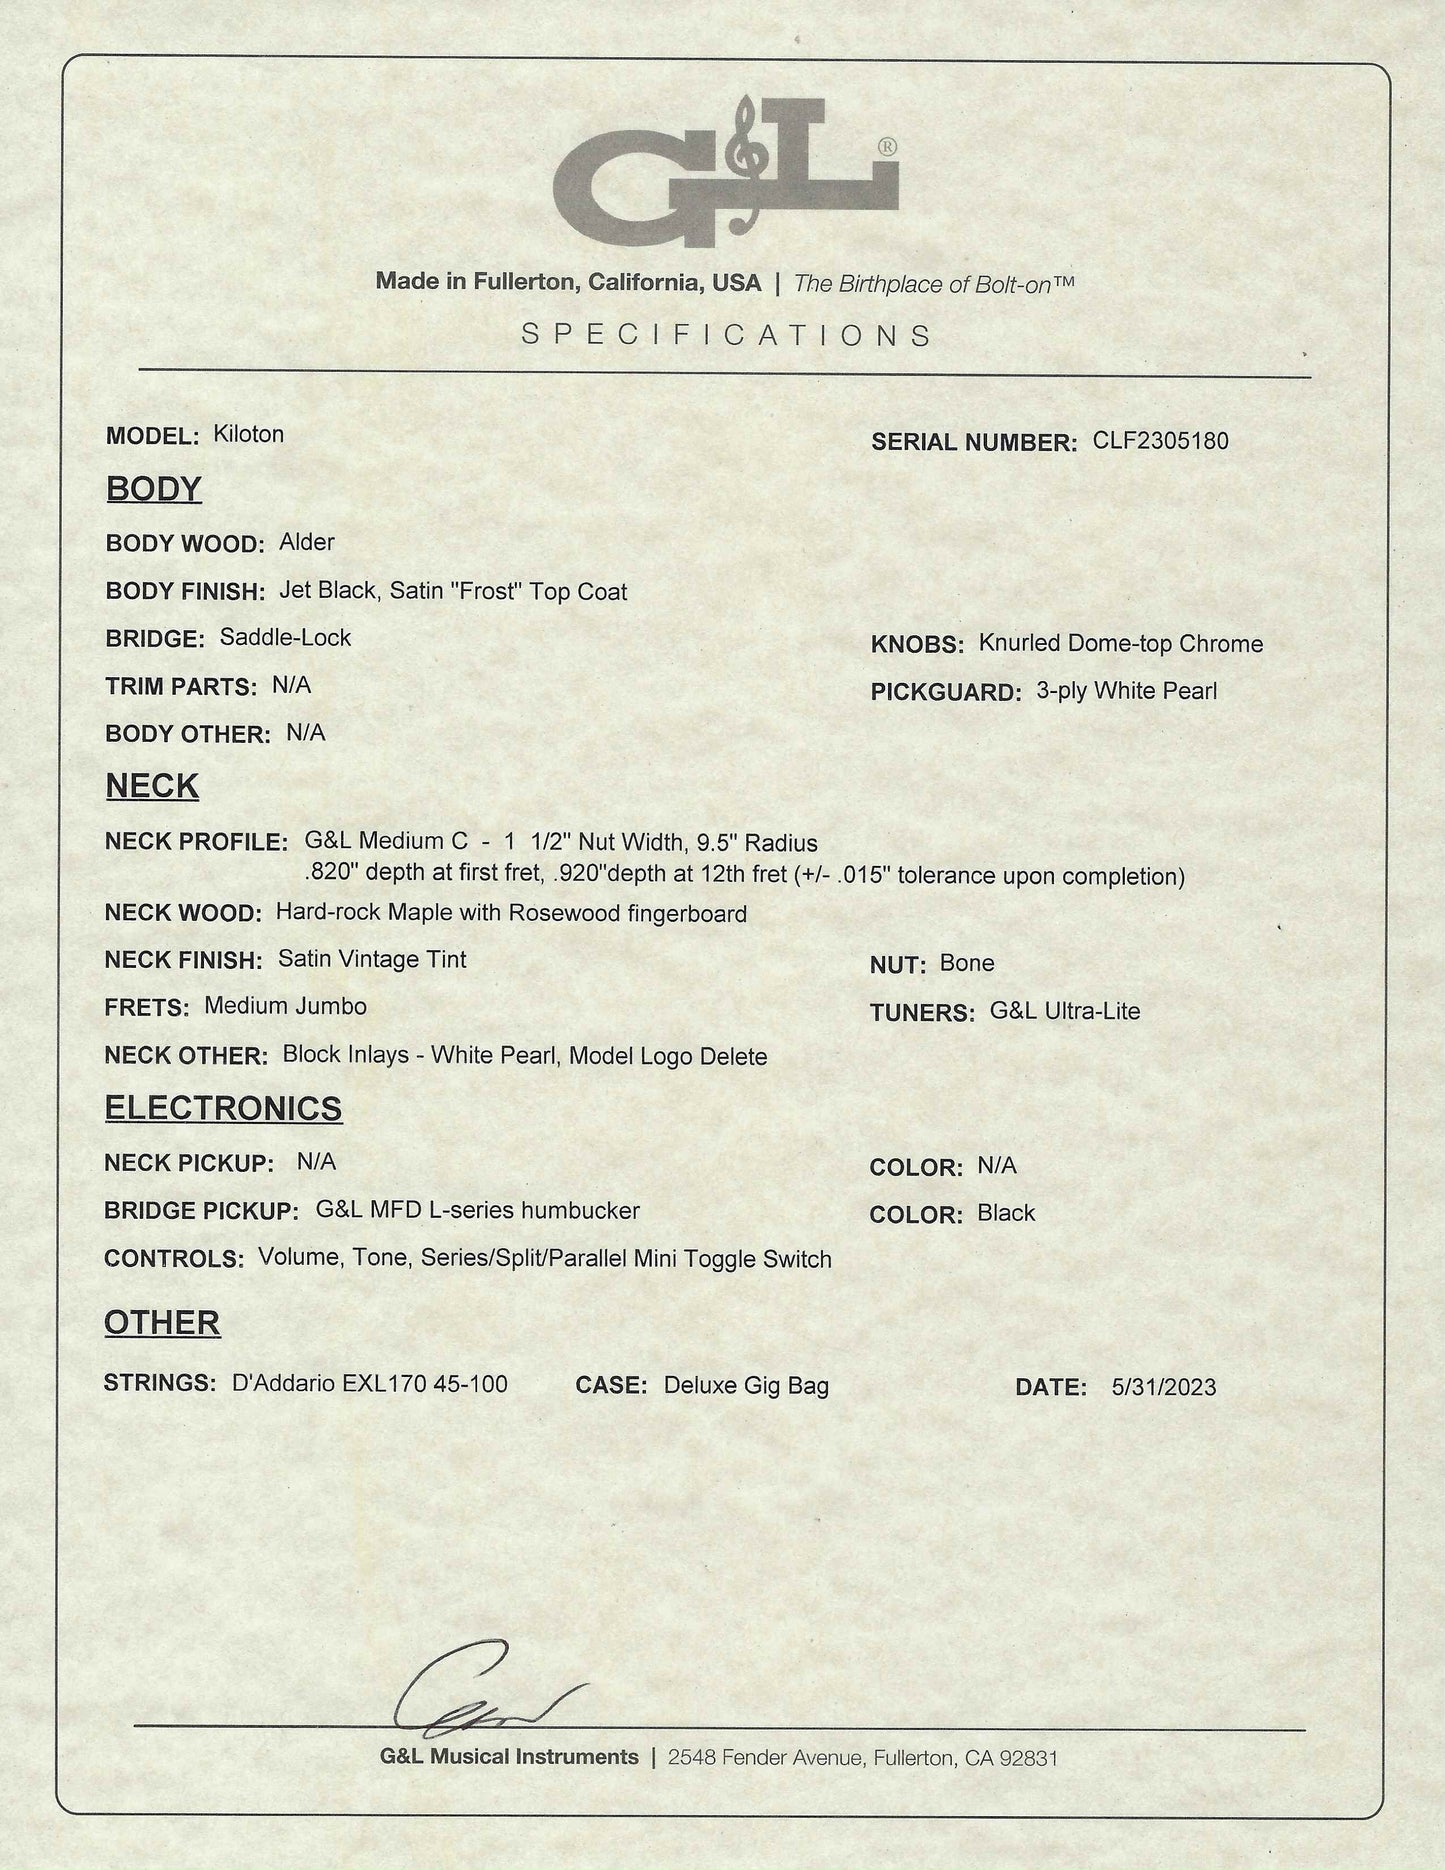 G&L®
Made in Fullerton, California, USA | The Birthplace of Bolt-on™
SPECIFICATIONS
MODEL: Kiloton SERIAL NUMBER: CLF2305180
BODY
BODY WOOD: Alder
BODY FINISH: Jet Black, Satin "Frost" Top Coat
BRIDGE: Saddle-Lock KNOBS: Knurled Dome-top Chrome
TRIM PARTS: N/A PICKGUARD: 3-ply White Pearl
BODY OTHER: N/A
NECK
NECK PROFILE: G&L Medium C - 1 1/2" Nut Width, 9.5" Radius
.820" depth at first fret, .920"depth at 12th fret (+/- .015" tolerance upon completion)
NECK WOOD: Hard-rock Maple with Rosewood fingerboard
NECK FINISH: Satin Vintage Tint NUT: Bone
FRETS: Medium Jumbo TUNERS: G&L Ultra-Lite
NECK OTHER: Block Inlays - White Pearl, Model Logo Delete
ELECTRONICS
NECK PICKUP: N/A COLOR: N/A
BRIDGE PICKUP: G&L MFD L-series humbucker COLOR: Black
CONTROLS: Volume, Tone, Series/Split/Parallel Mini Toggle Switch
OTHER
STRINGS: D'Addario EXL170 45-100 CASE: Deluxe Gig Bag DATE: 5/31/2023
G&L Musical Instruments | 2548 Fender Avenue, Fullerton, CA 92831